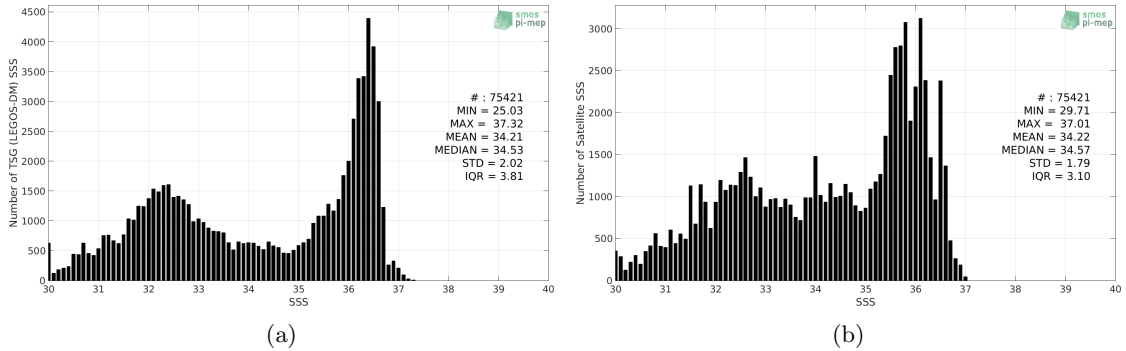 4500
4000
3500
3000
2500
2000
1500
1000
500
0
Number of TSG (LEGOS-DM) SSS
30 31 32 33 34 35 36 37 38 39 40
SSS
smos
pi-mep
# : 75421
MIN = 25.03
MAX = 37.32
MEAN = 34.21
MEDIAN = 34.53
STD = 2.02
IQR = 3.81
(a)
3000
2500
2000
1500
1000
500
0
Number of Satellite SSS
30 31 32 33 34 35 36 37 38 39 40
SSS
smos
pi-mep
# : 75421
MIN = 29.71
MAX = 37.01
MEAN = 34.22
MEDIAN = 34.57
STD = 1.79
IQR = 3.10
(b)